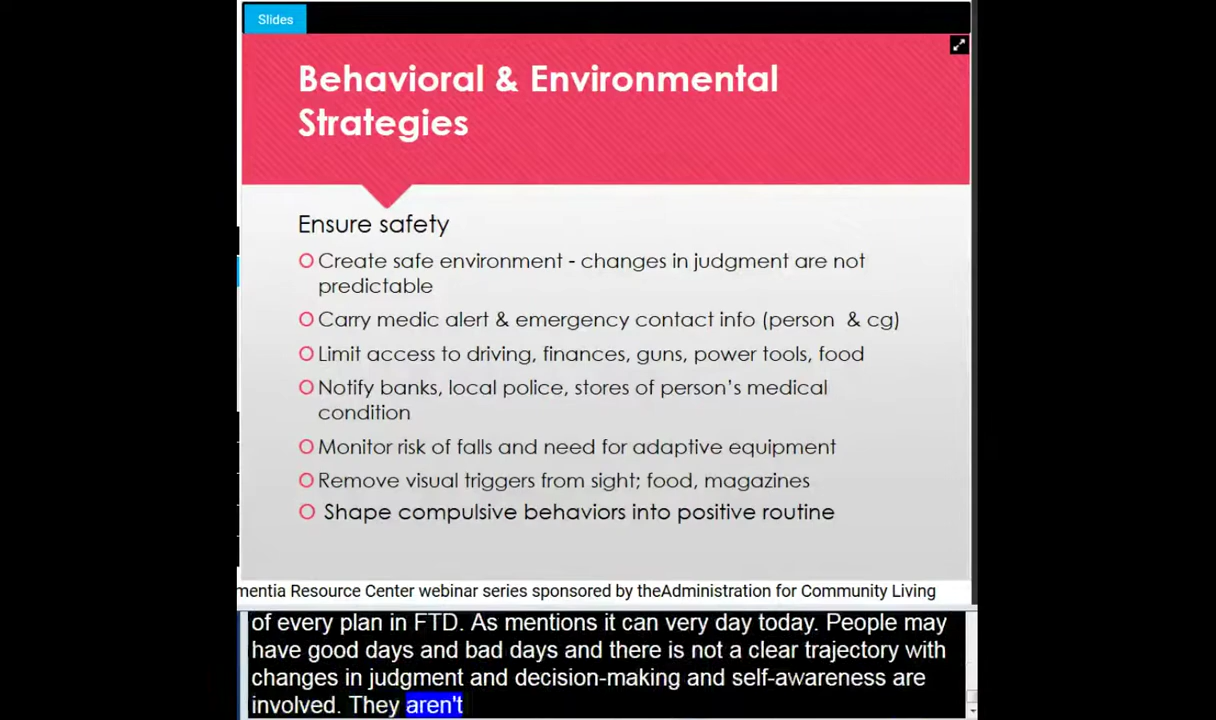 Slides
Behavioral & Environmental
Strategies
Ensure safety
Create safe environment - changes in judgment are not
predictable
Carry medic alert & emergency contact info (person & cg)
Limit access to driving, finances, guns, power tools, food
Notify banks, local police, stores of person's medical
condition
Monitor risk of falls and need for adaptive equipment
Remove visual triggers from sight; food, magazines
Shape compulsive behaviors into positive routine
mentia Resource Center webinar series sponsored by theAdministration for Community Living
of every plan in FTD. As mentions it can very day today. People may
have good days and bad days and there is not a clear trajectory with
changes in judgment and decision-making and self-awareness are
involved. They aren't